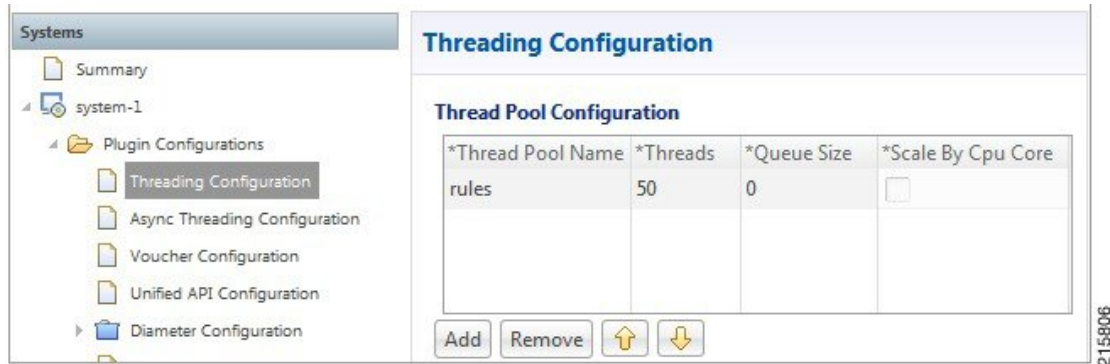 Systems
Summary
system-1
Plugin Configurations
Threading Configuration
Async Threading Configuration
Voucher Configuration
Unified API Configuration
Diameter Configuration
Threading Configuration
Thread Pool Configuration
*Thread Pool Name *Threads *Queue Size *Scale By Cpu Core
rules 50 0
Add Remove
215806